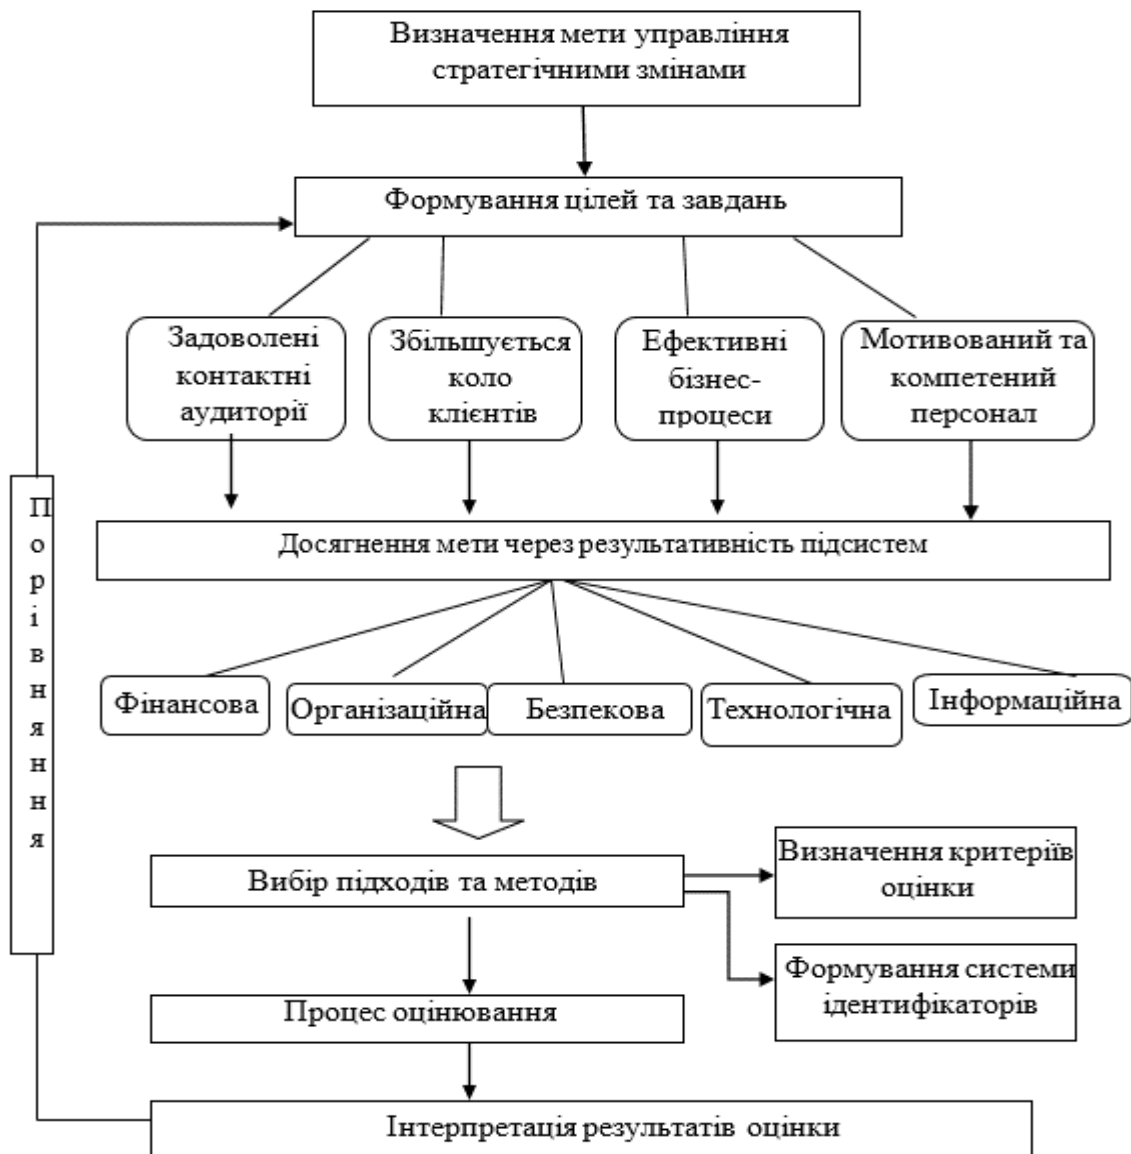 Визначення мети управління
стратегічними змінами
Формування цілей та завдань
Задоволені
контактні
аудиторії
Збільшується
коло
клієнтів
Ефективні
бізнес-
процеси
Мотивований та
компетений
персонал
Порівняння
Досягнення мети через результативність підсистем
Фінансова
Організаційна
Безпекова
Технологічна
Інформаційна
Вибір підходів та методів
Визначення критеріїв
оцінки
Формування системи
ідентифікаторів
Процес оцінювання
Інтерпретація результатів оцінки